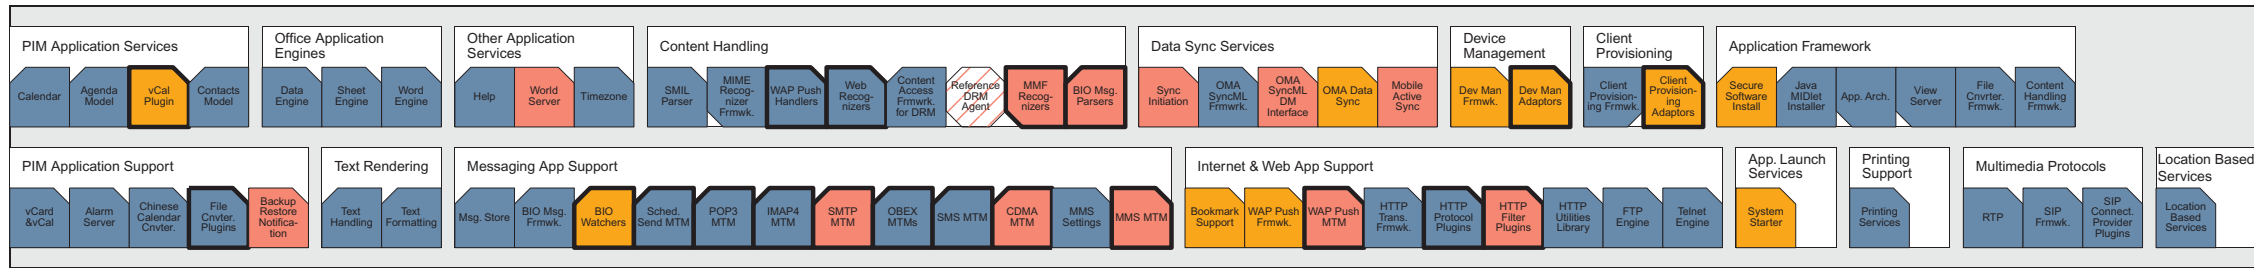 PIM Application Services
Calendar
Agenda
Model
vCal
Plugin
Contacts
Model
Office Application
Engines
Data
Engine
Sheet
Engine
Word
Engine
Other Application
Services
Help
World
Server
Timezone
Content Handling
SMIL
Parser
MIME
Recog-
nizer
Frmwk.
WAP Push
Handlers
Web
Recog-
nizers
Content
Access
Frmwk.
for DRM
Reference
DRM
Agent
MMF
Recog-
nizers
BIO Msg.
Parsers
Data Sync Services
Sync
Initiation
OMA
SyncML
Frmwrk.
OMA
SyncML
DM
Interface
OMA Data
Sync
Mobile
Active
Sync
Device
Management
Dev Man
Frmwk.
Dev Man
Adaptors
Client
Provisioning
Client
Provision-
ing Frmwk.
Client
Provision-
ing
Adaptors
Application Framework
Secure
Software
Install
Java
MIDlet
Installer
App. Arch.
View
Server
File
Cnvrter.
Frmwk.
Content
Handling
Frmwk.
PIM Application Support
vCard
&vCal
Alarm
Server
Chinese
Calendar
Cnvter.
File
Cnvter.
Plugins
Backup
Restore
Notifica-
tion
Text Rendering
Text
Handling
Text
Formatting
Messaging App Support
Msg. Store
BIO Msg.
Frmwk.
BIO
Watchers
Sched.
Send MTM
POP3
MTM
IMAP4
MTM
SMTP
MTM
OBEX
MTMs
SMS MTM
CDMA
MTM
MMS
Settings
MMS MTM
Internet & Web App Support
Bookmark
Support
WAP Push
Frmwk.
WAP Push
MTM
HTTP
Trans.
Frmwk.
HTTP
Protocol
Plugins
HTTP
Filter
Plugins
HTTP
Utilities
Library
FTP
Engine
Telnet
Engine
App. Launch
Services
System
Starter
Printing
Support
Printing
Services
Multimedia Protocols
RTP
SIP
Frmwk.
SIP
Connect.
Provider
Plugins
Location Based
Services
Location
Based
Services